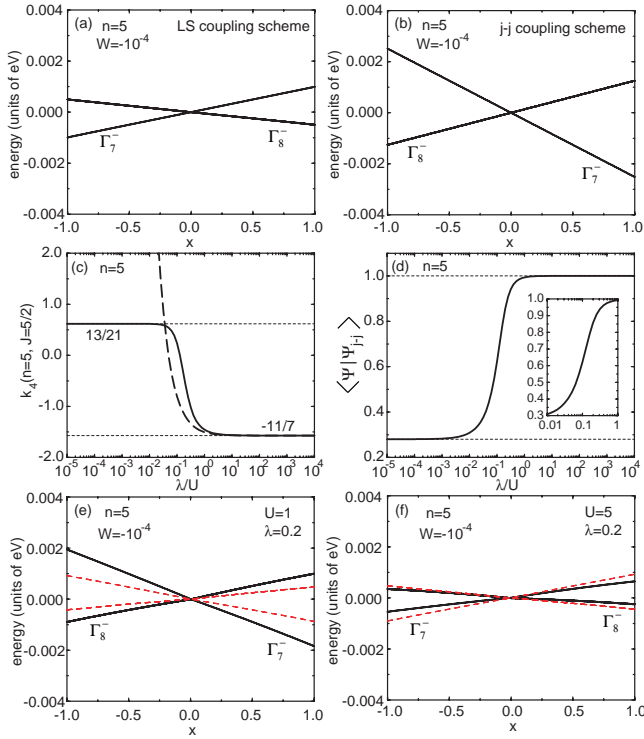 (a) n=5 LS coupling scheme
W=-10⁻⁴
energy (units of eV)
0.004
0.002
0.000
-0.002
-0.004
Γ₇⁻ Γ₈⁻
-1.0 -0.5 0.0 0.5 1.0
x
(b) n=5 j-j coupling scheme
W=-10⁻⁴
energy (units of eV)
0.004
0.002
0.000
-0.002
-0.004
Γ₈⁻ Γ₇⁻
-1.0 -0.5 0.0 0.5 1.0
x
(c) n=5
k₄(n=5, J=5/2)
2.0
1.0
0.0
-1.0
-2.0
13/21
-11/7
10⁻⁵ 10⁻⁴ 10⁻³ 10⁻² 10⁻¹ 10⁰ 10¹ 10² 10³ 10⁴
λ/U
(d) n=5
⟨Ψ|Ψj-j⟩
1.0
0.8
0.6
0.4
0.2
1.0
0.9
0.8
0.7
0.6
0.5
0.4
0.3
0.01 0.1 1
10⁻⁵ 10⁻⁴ 10⁻³ 10⁻² 10⁻¹ 10⁰ 10¹ 10² 10³ 10⁴
λ/U
(e) n=5 U=1
W=-10⁻⁴ λ=0.2
energy (units of eV)
0.004
0.002
0.000
-0.002
-0.004
Γ₈⁻ Γ₇⁻
-1.0 -0.5 0.0 0.5 1.0
x
(f) n=5 U=5
W=-10⁻⁴ λ=0.2
energy (units of eV)
0.004
0.002
0.000
-0.002
-0.004
Γ₇⁻ Γ₈⁻
-1.0 -0.5 0.0 0.5 1.0
x